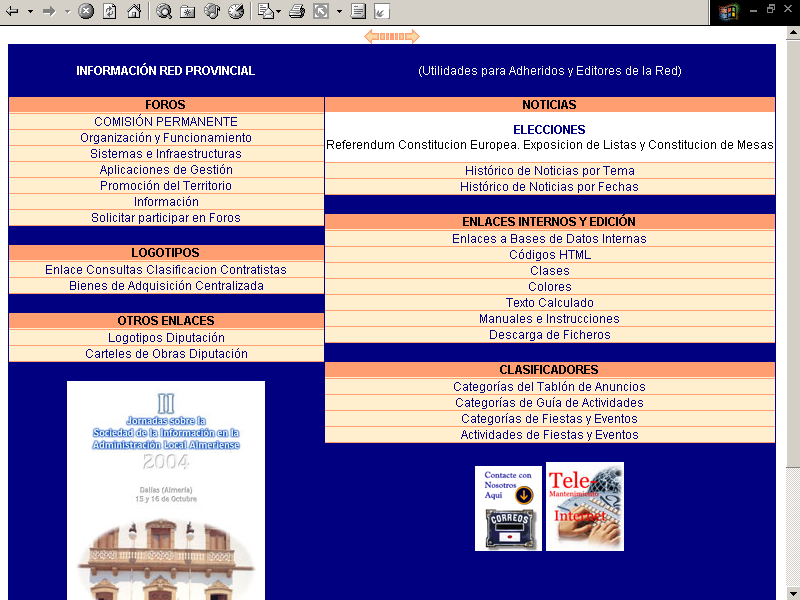 INFORMACIÓN RED PROVINCIAL
(Utilidades para Adheridos y Editores de la Red)
FOROS
COMISIÓN PERMANENTE
Organización y Funcionamiento
Sistemas e Infraestructuras
Aplicaciones de Gestión
Promoción del Territorio
Información
Solicitar participar en Foros
LOGOTIPOS
Enlace Consultas Clasificacion Contratistas
Bienes de Adquisición Centralizada
OTROS ENLACES
Logotipos Diputación
Carteles de Obras Diputación
II
Jornadas sobre la
Sociedad de la Información en la
Administración Local Almeriense
2004
Dalías (Almería)
15 y 16 de Octubre
NOTICIAS
ELECCIONES
Referendum Constitucion Europea. Exposicion de Listas y Constitucion de Mesas
Histórico de Noticias por Tema
Histórico de Noticias por Fechas
ENLACES INTERNOS Y EDICIÓN
Enlaces a Bases de Datos Internas
Códigos HTML
Clases
Colores
Texto Calculado
Manuales e Instrucciones
Descarga de Ficheros
CLASIFICADORES
Categorías del Tablón de Anuncios
Categorías de Guía de Actividades
Categorías de Fiestas y Eventos
Actividades de Fiestas y Eventos
Contacte con
Nosotros
Aquí
CORREOS
Tele-
Mantenimiento
Internet